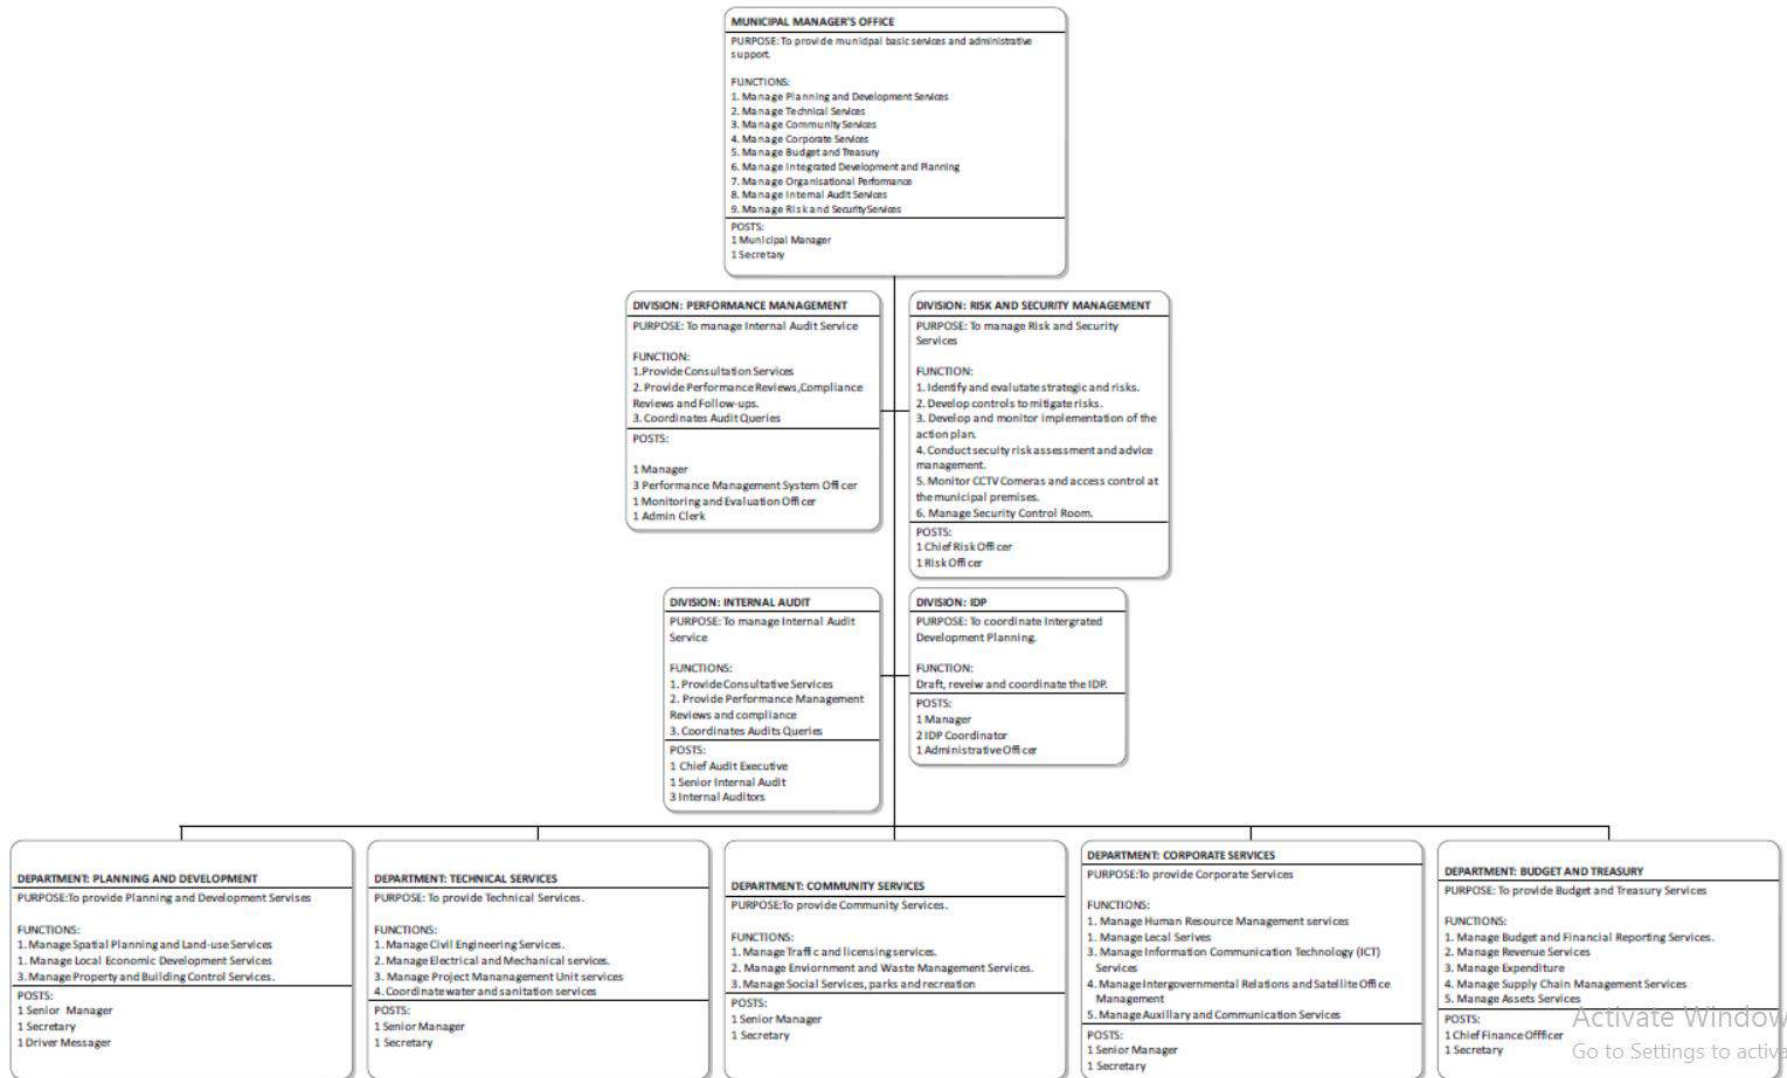 MUNICIPAL MANAGER'S OFFICE
PURPOSE:To provide municipal basic services and administrative
support.
FUNCTIONS:
1. Manage Planning and Development Services
2. Manage Technical Services
3. Manage Community Services
4. Manage Corporate Services
5. Manage Budget and Treasury
6. Manage Integrated Development and Planning
7. Manage Organisational Performance
8. Manage Internal Audit Services
9. Manage Risk and Security Services
POSTS:
1 Municipal Manager
1 Secretary
DIVISION: PERFORMANCE MANAGEMENT
PURPOSE: To manage Internal Audit Service
FUNCTION:
1.Provide Consultation Services
2. Provide Performance Reviews,Compliance
Reviews and Follow-ups.
3. Coordinates Audit Queries
POSTS:
1 Manager
3 Performance Management System Officer
1 Monitoring and Evaluation Officer
1 Admin Clerk
DIVISION: RISK AND SECURITY MANAGEMENT
PURPOSE: To manage Risk and Security
Services
FUNCTION:
1. Identify and evalutate strategic and risks.
2. Develop controls to mitigate risks.
3. Develop and monitor implementation of the
action plan.
4. Conduct secuity risk assessment and advice
management.
5. Monitor CCTV Comeras and access control at
the municipal premises.
6. Manage Security Control Room.
POSTS:
1 Chief Risk Officer
1 Risk Officer
DIVISION: INTERNAL AUDIT
PURPOSE: To manage Internal Audit
Service
FUNCTIONS:
1. Provide Consultative Services
2. Provide Performance Management
Reviews and compliance
3. Coordinates Audits Queries
POSTS:
1 Chief Audit Executive
1 Senior Internal Audit
3 Internal Auditors
DIVISION: IDP
PURPOSE: To coordinate Intergrated
Development Planning.
FUNCTION:
Draft, reveiw and coordinate the IDP.
POSTS:
1 Manager
2 IDP Coordinator
1 Administrative Officer
DEPARTMENT: PLANNING AND DEVELOPMENT
PURPOSE:To provide Planning and Development Servises
FUNCTIONS:
1. Manage Spatial Planning and Land-use Services
1. Manage Local Economic Development Services
3. Manage Property and Building Control Services.
POSTS:
1 Senior Manager
1 Secretary
1 Driver Messager
DEPARTMENT: TECHNICAL SERVICES
PURPOSE: To provide Technical Services.
FUNCTIONS:
1. Manage Civil Engineering Services.
2. Manage Electrical and Mechanical services.
3. Manage Project Mananagement Unit services
4. Coordinate water and sanitation services
POSTS:
1 Senior Manager
1 Secretary
DEPARTMENT: COMMUNITY SERVICES
PURPOSE:To provide Community Services.
FUNCTIONS:
1. Manage Traffic and licensing services.
2. Manage Enviornment and Waste Management Services.
3. Manage Social Services, parks and recreation
POSTS:
1 Senior Manager
1 Secretary
DEPARTMENT: CORPORATE SERVICES
PURPOSE:To provide Corporate Services
FUNCTIONS:
1. Manage Human Resource Management services
1. Manage Lecal Serives
3. Manage Information Communication Technology (ICT)
Services
4. Manage Intergovernmental Relations and Satellite Office
Management
5. Manage Auxillary and Communication Services
POSTS:
1 Senior Manager
1 Secretary
DEPARTMENT: BUDGET AND TREASURY
PURPOSE: To provide Budget and Treasury Services
FUNCTIONS:
1. Manage Budget and Financial Reporting Services.
2. Manage Revenue Services
3. Manage Expenditure
4. Manage Supply Chain Management Services
5. Manage Assets Services
POSTS:
1 Chief Finance Offfficer
1 Secretary
Activate Window
Go to Settings to activa